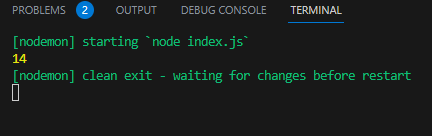 PROBLEMS 2 OUTPUT DEBUG CONSOLE TERMINAL
[nodemon] starting `node index.js`
14
[nodemon] clean exit - waiting for changes before restart